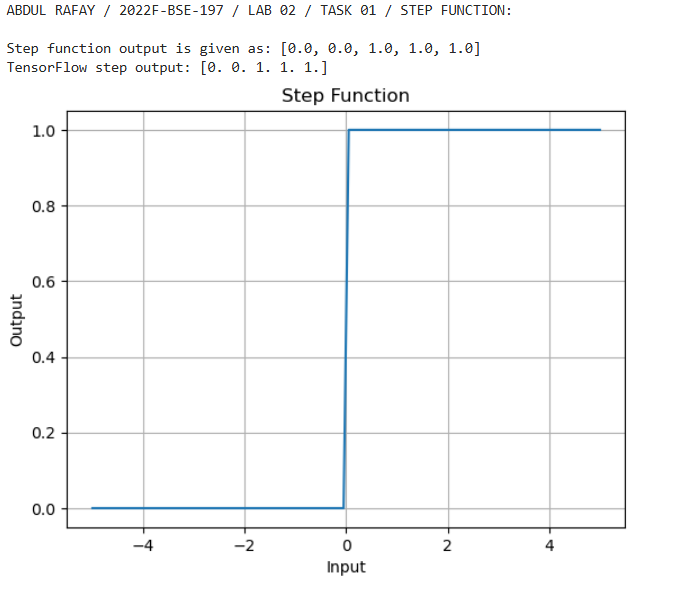 ABDUL RAFAY / 2022F-BSE-197 / LAB 02 / TASK 01 / STEP FUNCTION:
Step function output is given as: [0.0, 0.0, 1.0, 1.0, 1.0]
TensorFlow step output: [0. 0. 1. 1. 1.]
Step Function
1.0
0.8
0.6
0.4
0.2
0.0
Output
−4 −2 0 2 4
Input